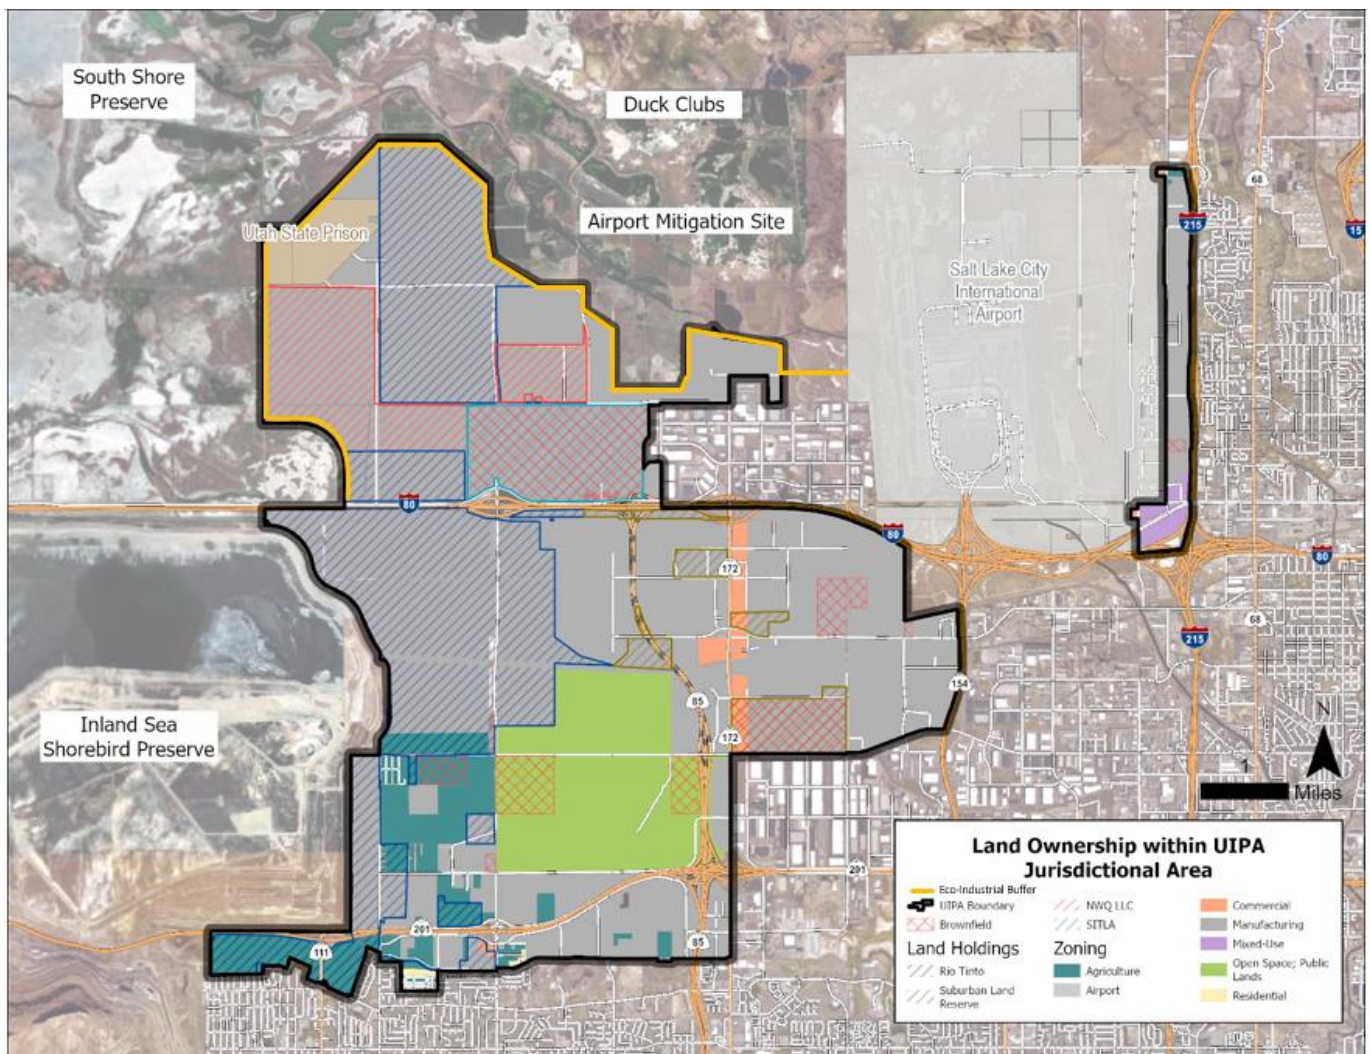 South Shore
Preserve
Duck Clubs
Airport Mitigation Site
Utah State Prison
Salt Lake City
International
Airport
68
215
15
80
80
80
172
68
215
85
154
172
Inland Sea
Shorebird Preserve
N
1
Miles
201
201
85
111
Land Ownership within UIPA
Jurisdictional Area
Eco-Industrial Buffer
UIPA Boundary
Brownfield
Land Holdings
Rio Tinto
Suburban Land
Reserve
NWQ LLC
SITLA
Zoning
Agriculture
Airport
Commercial
Manufacturing
Mixed-Use
Open Space; Public
Lands
Residential